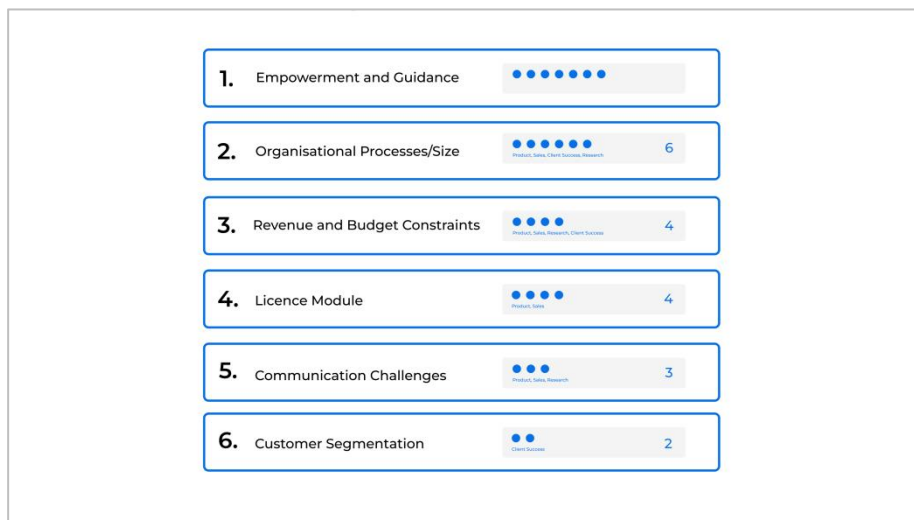 1. Empowerment and Guidance
2. Organisational Processes/Size 6
Product, Sales, Client Success, Research
3. Revenue and Budget Constraints 4
Product, Sales, Research, Client Success
4. Licence Module 4
Product, Sales
5. Communication Challenges 3
Product, Sales, Research
6. Customer Segmentation 2
Client Success